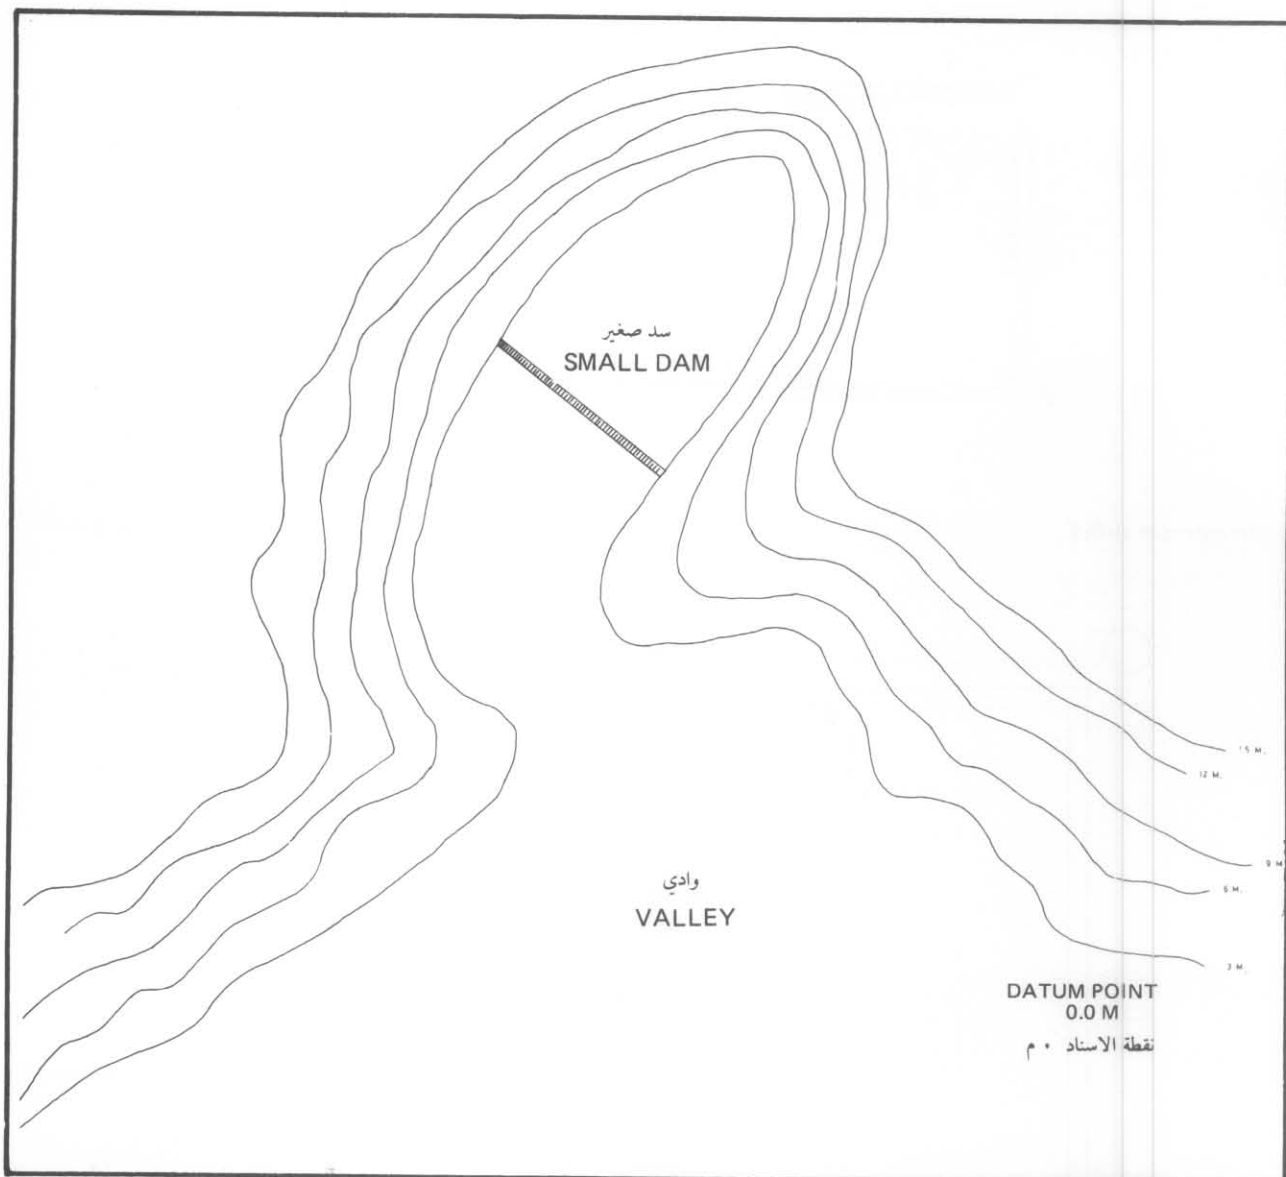 سد صغير
SMALL DAM
15 M.
12 M.
9 M
6 M.
وادي
VALLEY
3 M.
DATUM POINT
0.0 M
نقطة الاسناد ٠ م